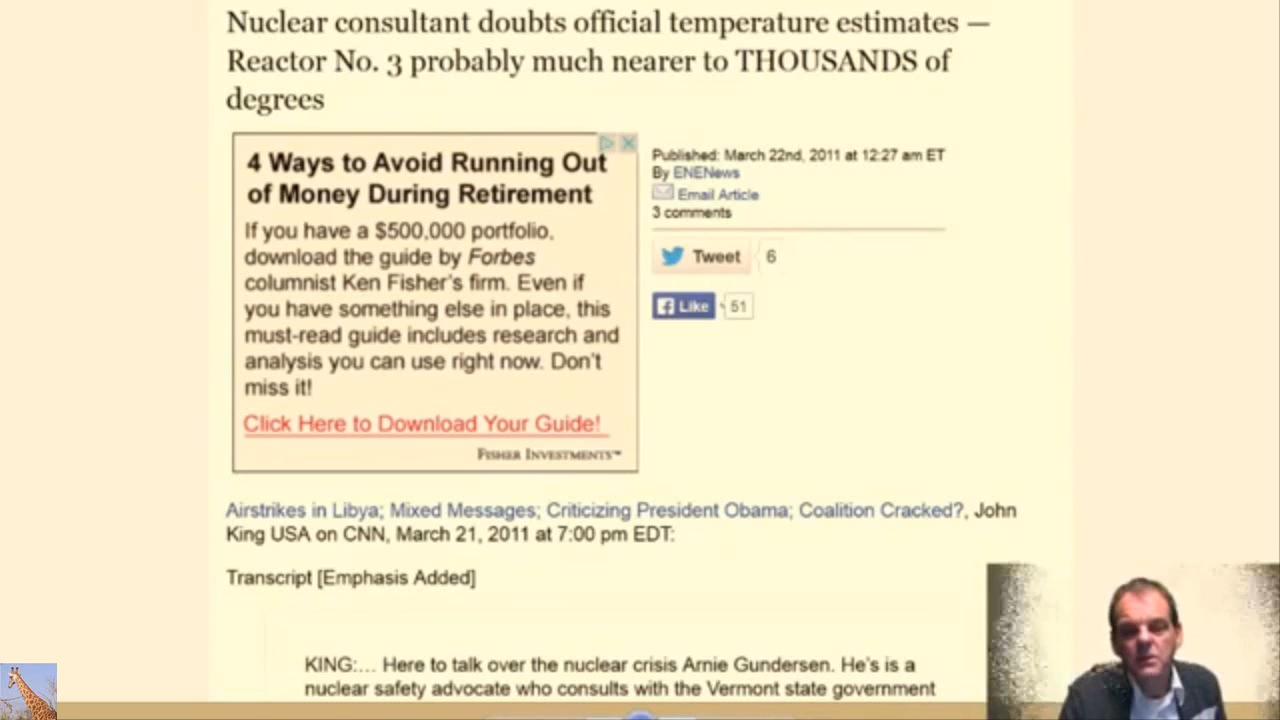 Nuclear consultant doubts official temperature estimates —
Reactor No. 3 probably much nearer to THOUSANDS of
degrees
4 Ways to Avoid Running Out
of Money During Retirement
If you have a $500,000 portfolio,
download the guide by Forbes
columnist Ken Fisher's firm. Even if
you have something else in place, this
must-read guide includes research and
analysis you can use right now. Don't
miss it!
Click Here to Download Your Guide!
FISHER INVESTMENTS™
Published: March 22nd, 2011 at 12:27 am ET
By ENENews
Email Article
3 comments
Tweet 6
Like 51
Airstrikes in Libya; Mixed Messages; Criticizing President Obama; Coalition Cracked?, John
King USA on CNN, March 21, 2011 at 7:00 pm EDT:
Transcript [Emphasis Added]
KING:… Here to talk over the nuclear crisis Arnie Gundersen. He's is a
nuclear safety advocate who consults with the Vermont state government